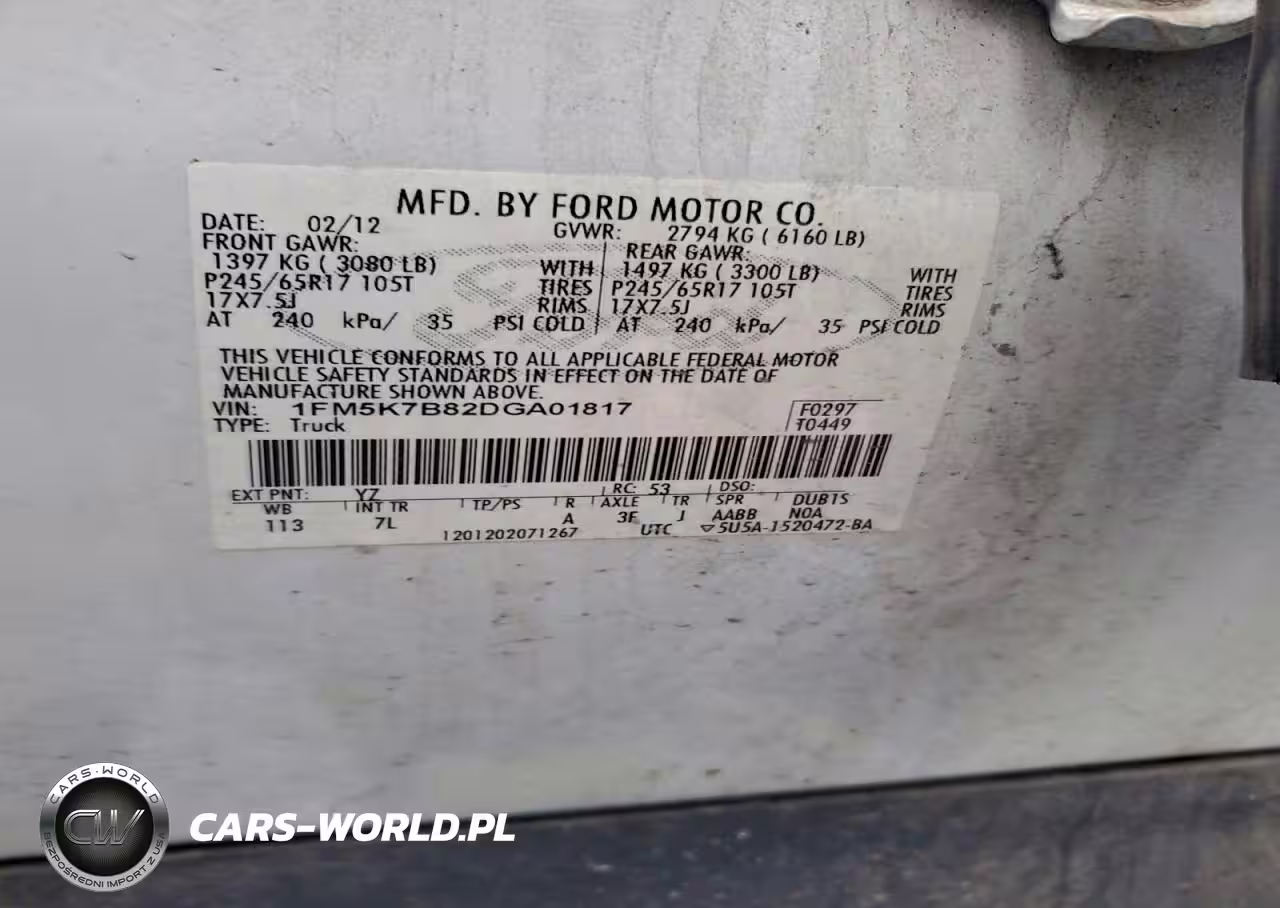 MFD. BY FORD MOTOR CO.
DATE: 02/12 GVWR: 2794 KG ( 6160 LB)
FRONT GAWR: REAR GAWR:
1397 KG ( 3080 LB) WITH 1497 KG ( 3300 LB) WITH
P245/65R17 105T TIRES P245/65R17 105T TIRES
17X7.5J RIMS 17X7.5J RIMS
AT 240 kPa/ 35 PSI COLD AT 240 kPa/ 35 PSI COLD
THIS VEHICLE CONFORMS TO ALL APPLICABLE FEDERAL MOTOR
VEHICLE SAFETY STANDARDS IN EFFECT ON THE DATE OF
MANUFACTURE SHOWN ABOVE.
VIN: 1FM5K7B82DGA01817 F0297
TYPE: Truck T0449
EXT PNT: YZ RC: 53 DSO:
WB INT TR TP/PS R AXLE TR SPR DUB1S
113 7L A 3F J AABB N0A
1201202071267 UTC ▽5U5A-1520472-BA
CARS-WORLD
CW
BEZPOŚREDNI IMPORT Z USA
CARS-WORLD.PL